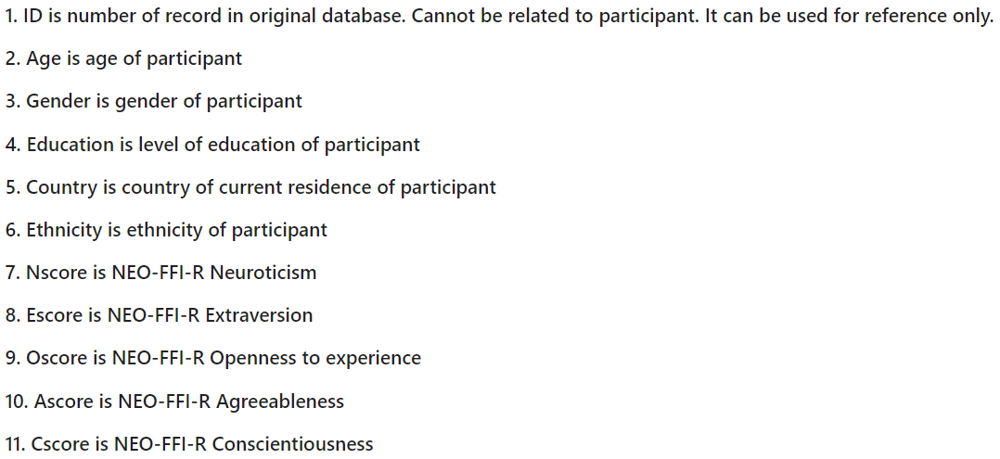 1. ID is number of record in original database. Cannot be related to participant. It can be used for reference only.
2. Age is age of participant
3. Gender is gender of participant
4. Education is level of education of participant
5. Country is country of current residence of participant
6. Ethnicity is ethnicity of participant
7. Nscore is NEO-FFI-R Neuroticism
8. Escore is NEO-FFI-R Extraversion
9. Oscore is NEO-FFI-R Openness to experience
10. Ascore is NEO-FFI-R Agreeableness
11. Cscore is NEO-FFI-R Conscientiousness